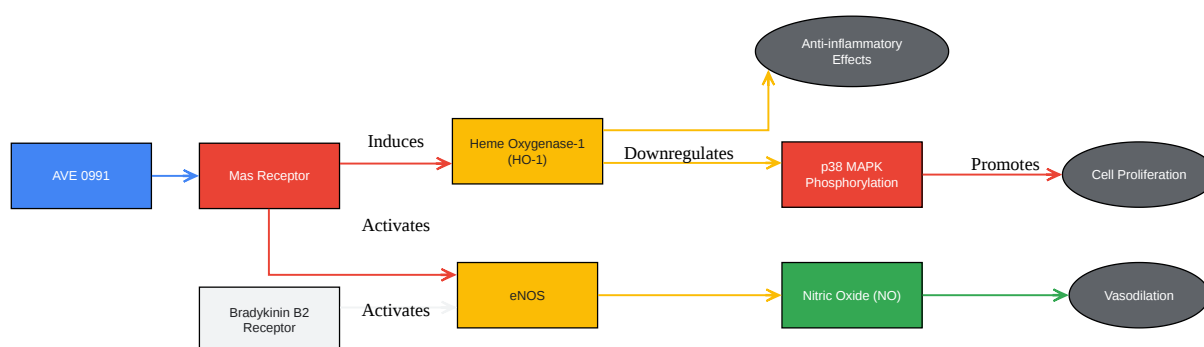 Anti-inflammatory
Effects
Induces
Heme Oxygenase-1
(HO-1)
Downregulates
p38 MAPK
Phosphorylation
Promotes
Cell Proliferation
AVE 0991
Mas Receptor
Activates
eNOS
Nitric Oxide (NO)
Vasodilation
Bradykinin B2
Receptor
Activates